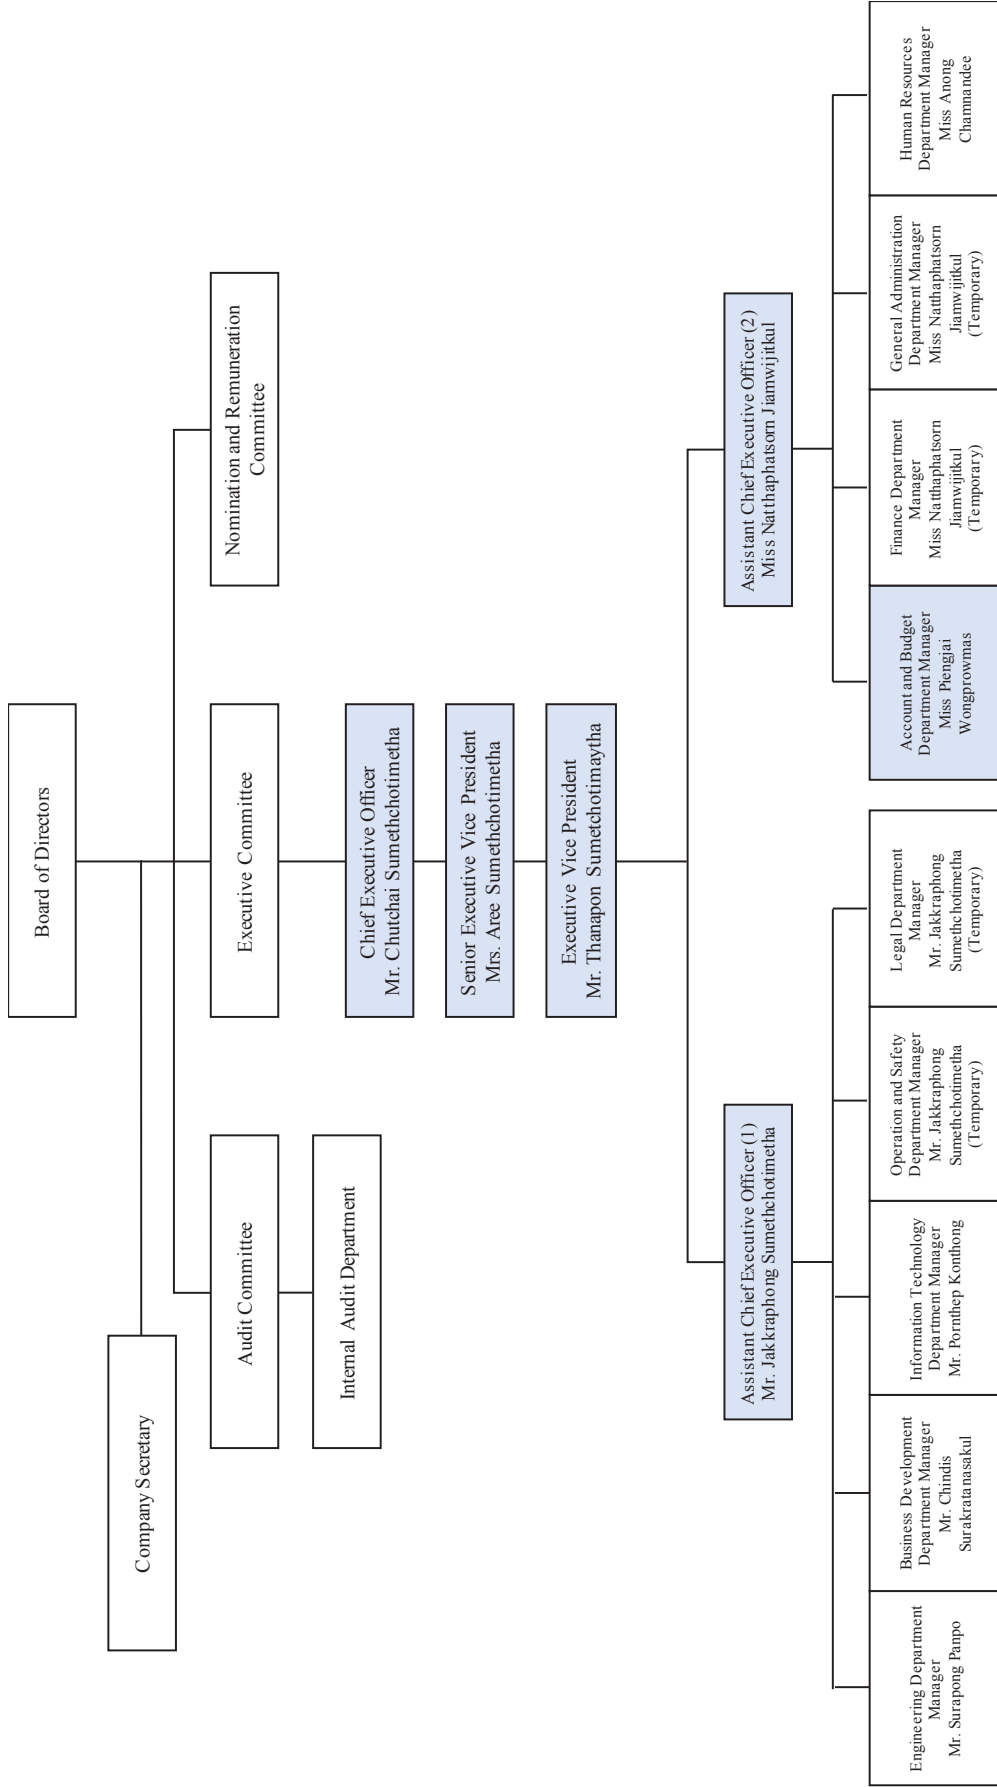 Board of Directors
Company Secretary
Audit Committee
Executive Committee
Nomination and Remuneration
Committee
Internal Audit Department
Chief Executive Officer
Mr. Chutchai Sumethchotimetha
Senior Executive Vice President
Mrs. Aree Sumethchotimetha
Executive Vice President
Mr. Thanapon Sumetchotimaytha
Assistant Chief Executive Officer (1)
Mr. Jakkraphong Sumethchotimetha
Assistant Chief Executive Officer (2)
Miss Natthaphatsorn Jiamwijitkul
Engineering Department
Manager
Mr. Surapong Panpo
Business Development
Department Manager
Mr. Chindis
Surakratanasakul
Information Technology
Department Manager
Mr. Pornthep Konthong
Operation and Safety
Department Manager
Mr. Jakkraphong
Sumethchotimetha
(Temporary)
Legal Department
Manager
Mr. Jakkraphong
Sumethchotimetha
(Temporary)
Account and Budget
Department Manager
Miss Piengjai
Wongprowmas
Finance Department
Manager
Miss Natthaphatsorn
Jiamwijitkul
(Temporary)
General Administration
Department Manager
Miss Natthaphatsorn
Jiamwijitkul
(Temporary)
Human Resources
Department Manager
Miss Anong
Chamnandee